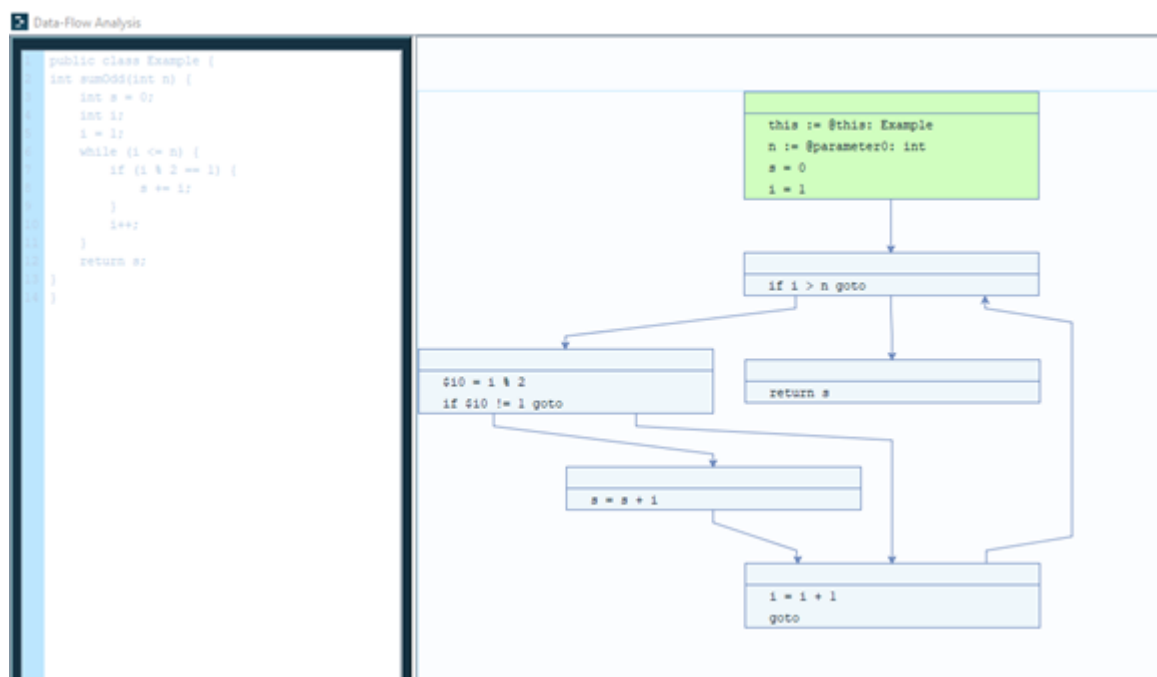 Data-Flow Analysis
1 public class Example {
2 int sumOdd(int n) {
3 int s = 0;
4 int i;
5 i = 1;
6 while (i <= n) {
7 if (i % 2 == 1) {
8 s += i;
9 }
10 i++;
11 }
12 return s;
13 }
14 }
this := @this: Example
n := @parameter0: int
s = 0
i = 1
if i > n goto
$i0 = i % 2
if $i0 != 1 goto
return s
s = s + i
i = i + 1
goto